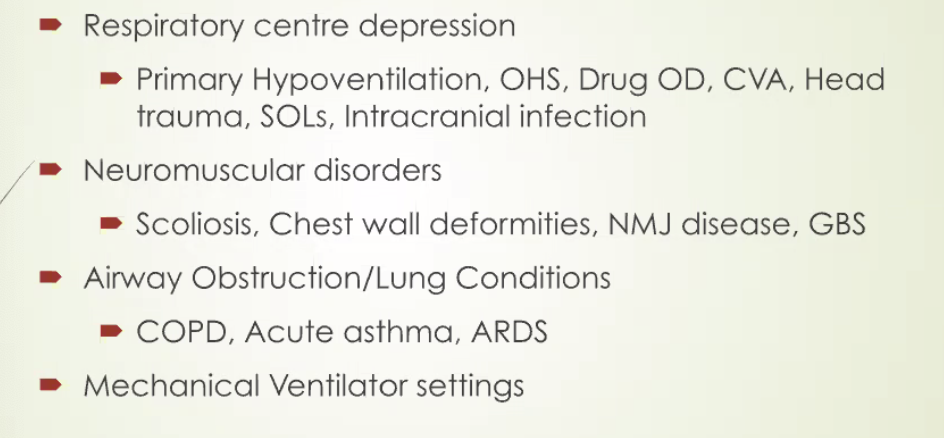 Respiratory centre depression
Primary Hypoventilation, OHS, Drug OD, CVA, Head
trauma, SOLs, Intracranial infection
Neuromuscular disorders
Scoliosis, Chest wall deformities, NMJ disease, GBS
Airway Obstruction/Lung Conditions
COPD, Acute asthma, ARDS
Mechanical Ventilator settings